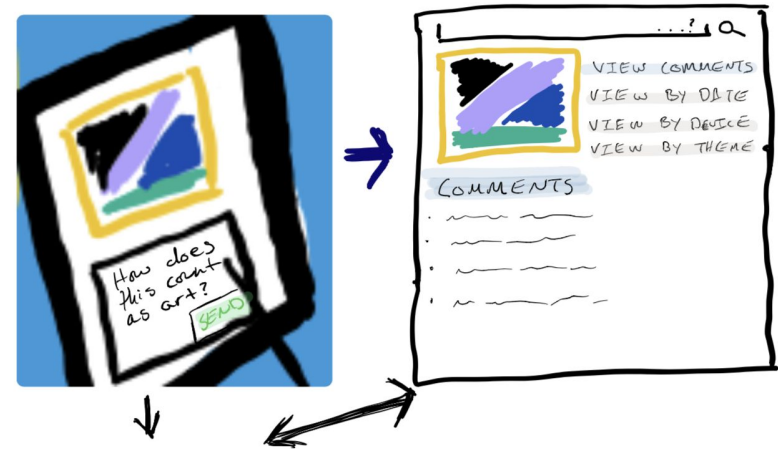 How does
this count
as art?
SEND
...?
VIEW COMMENTS
VIEW BY DATE
VIEW BY DEVICE
VIEW BY THEME
COMMENTS